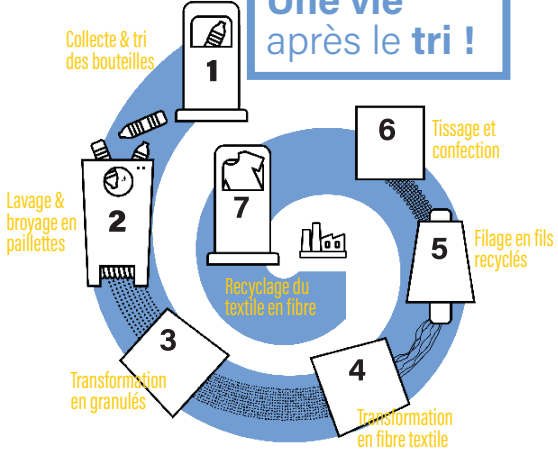 Une vie
après le tri !
Collecte & tri
des bouteilles
1
Lavage &
broyage en
paillettes
2
3
Transformation
en granulés
4
Transformation
en fibre textile
5
Filage en fils
recyclés
6
Tissage et
confection
7
Recyclage du
textile en fibre